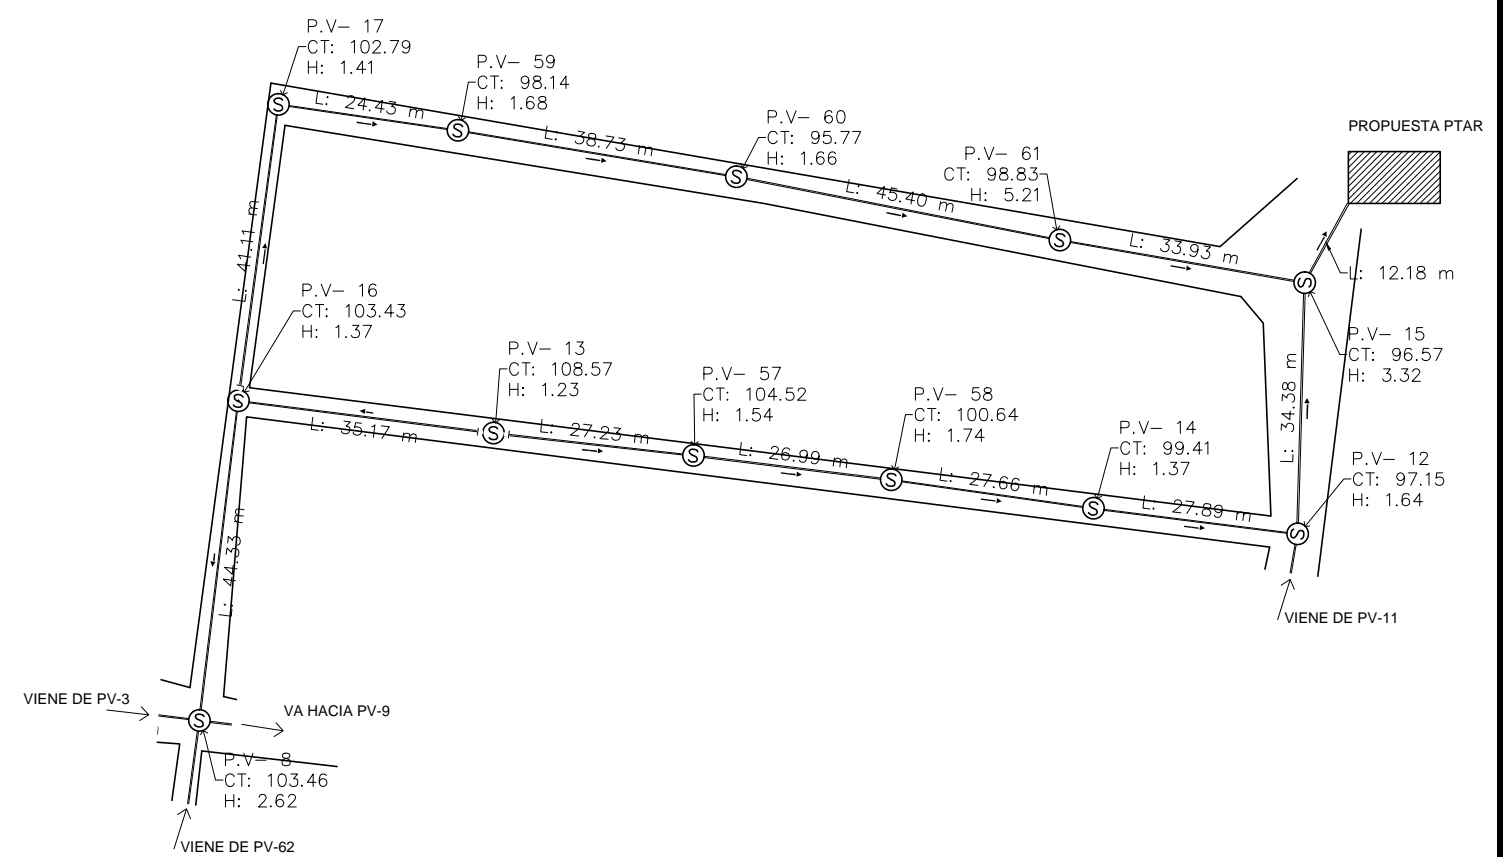 P.V– 17
CT: 102.79
H: 1.41
P.V– 59
CT: 98.14
H: 1.68
L: 24.43 m
L: 38.73 m
P.V– 60
CT: 95.77
H: 1.66
P.V– 61
CT: 98.83
H: 5.21
L: 45.40 m
PROPUESTA PTAR
L: 33.93 m
L: 12.18 m
L: 41.11 m
P.V– 16
CT: 103.43
H: 1.37
P.V– 15
CT: 96.57
H: 3.32
P.V– 13
CT: 108.57
H: 1.23
P.V– 57
CT: 104.52
H: 1.54
P.V– 58
CT: 100.64
H: 1.74
P.V– 14
CT: 99.41
H: 1.37
L: 34.38 m
L: 35.17 m
L: 27.23 m
L: 26.99 m
L: 27.66 m
L: 27.89 m
P.V– 12
CT: 97.15
H: 1.64
L: 44.33 m
VIENE DE PV-11
VIENE DE PV-3
VA HACIA PV-9
P.V– 8
CT: 103.46
H: 2.62
VIENE DE PV-62
S
S
S
S
S
S
S
S
S
S
S
S
S